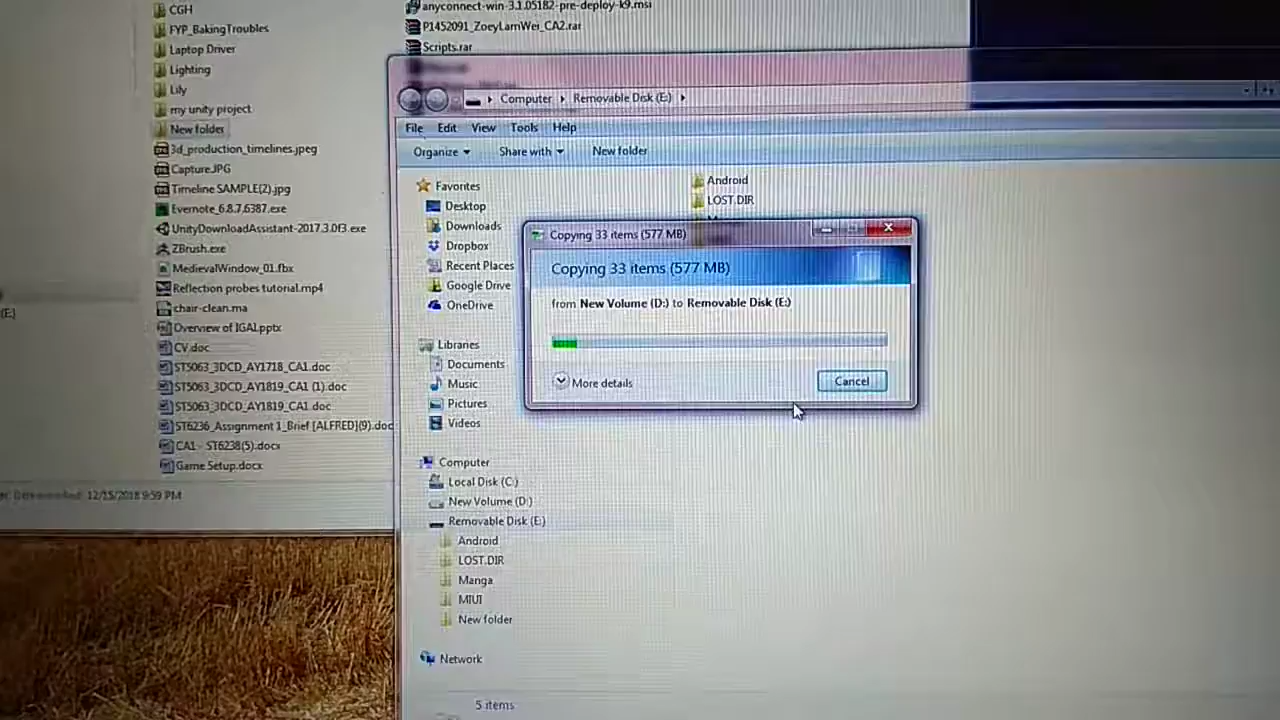 CGH
FYP_BakingTroubles
Laptop Driver
Lighting
Lily
my unity project
New folder
3d_production_timelines.jpeg
Capture.JPG
Timeline SAMPLE(2).jpg
Evernote_6.8.7.6387.exe
UnityDownloadAssistant-2017.3.0f3.exe
ZBrush.exe
MedievalWindow_01.fbx
Reflection probes tutorial.mp4
chair-clean.ma
Overview of IGAI.pptx
CV.doc
ST5063_3DCD_AY1718_CA1.doc
ST5063_3DCD_AY1819_CA1 (1).doc
ST5063_3DCD_AY1819_CA1.doc
ST6236_Assignment 1_Brief [ALFRED](9).doc
CA1 - ST6238(5).docx
Game Setup.docx
(E:)
12/15/2018 9:59 PM
anyconnect-win-3.1.05182-pre-deploy-k9.msi
P1452091_ZoeyLamWei_CA2.rar
Scripts.rar
Computer Removable Disk (E:)
File Edit View Tools Help
Organize Share with New folder
Favorites
Desktop
Downloads
Dropbox
Recent Places
Google Drive
OneDrive
Libraries
Documents
Music
Pictures
Videos
Computer
Local Disk (C:)
New Volume (D:)
Removable Disk (E:)
Android
LOST.DIR
Manga
MIUI
New folder
Network
5 items
Android
LOST.DIR
Copying 33 items (577 MB)
Copying 33 items (577 MB)
from New Volume (D:) to Removable Disk (E:)
More details
Cancel